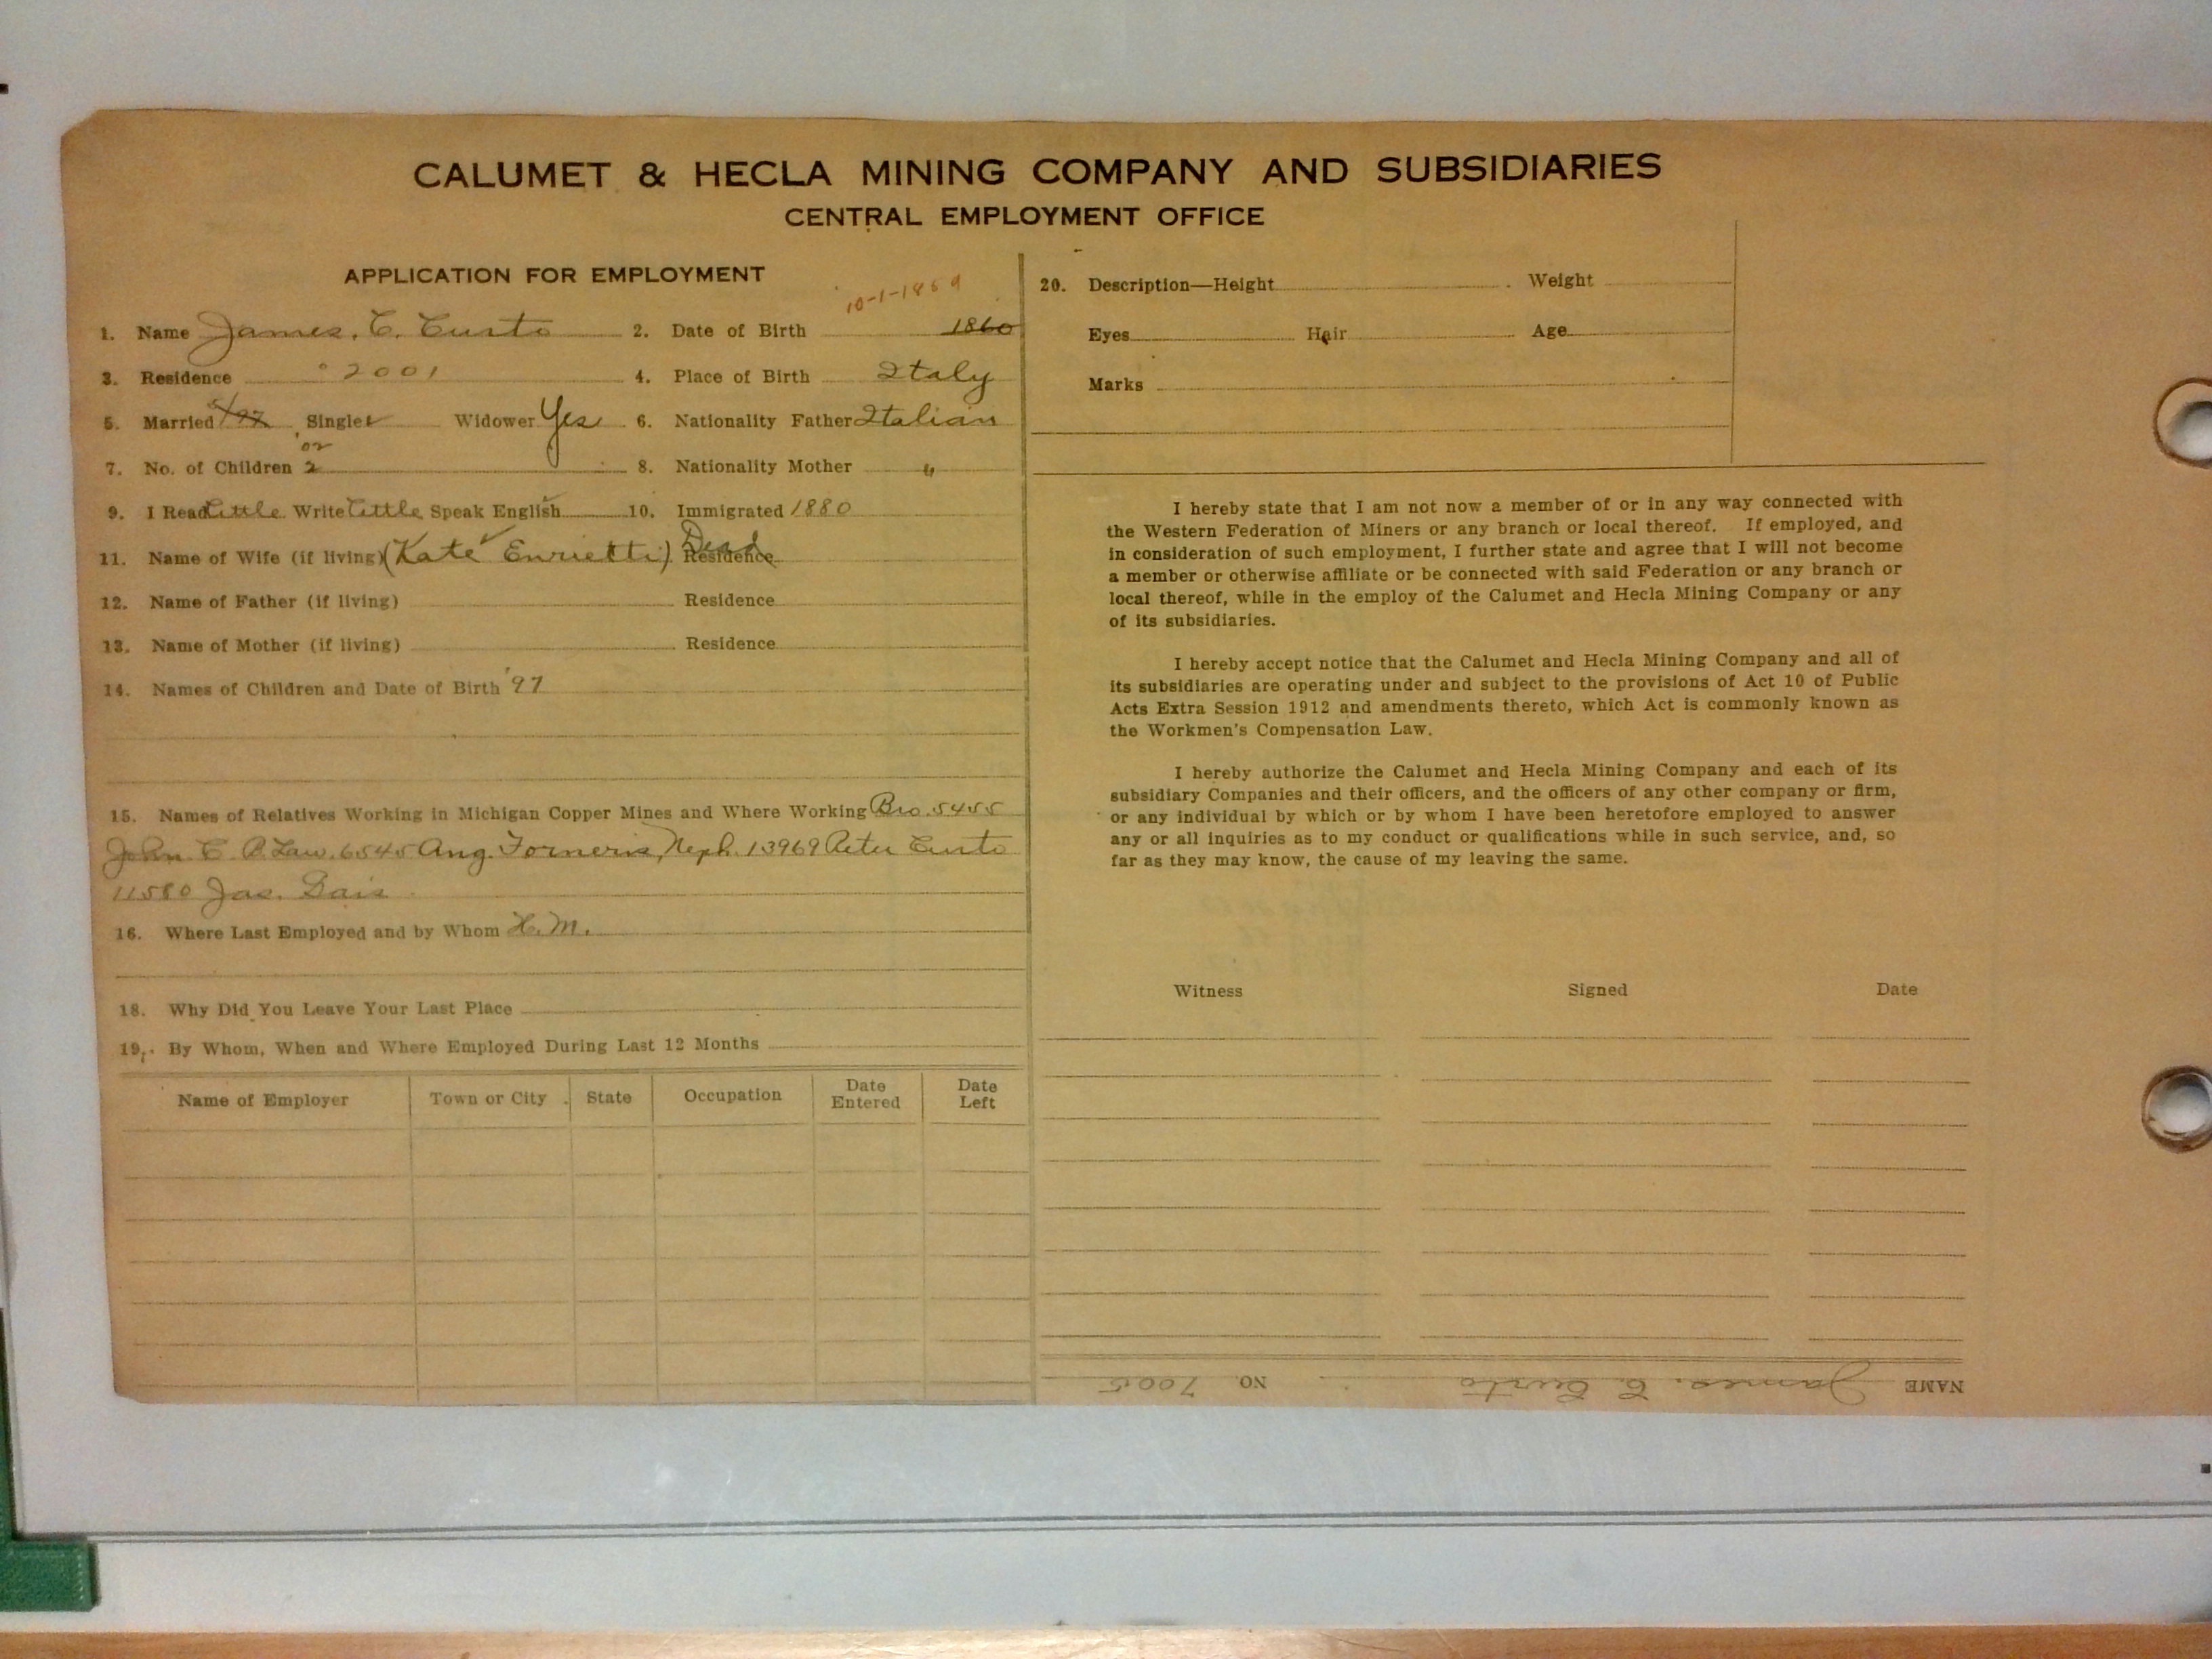 CALUMET & HECLA MINING COMPANY AND SUBSIDIARIES
CENTRAL EMPLOYMENT OFFICE
APPLICATION FOR EMPLOYMENT
10-1-1869
1. Name James. C. Curto 2. Date of Birth 1860
3. Residence 2001 4. Place of Birth Italy
5. Married Single Widower Yes 6. Nationality Father Italian
or
7. No. of Children 2 8. Nationality Mother "
9. I Read Little Write Little Speak English 10. Immigrated 1880
11. Name of Wife (if living) (Kate Enrietti) Dead Residence
12. Name of Father (if living) Residence
13. Name of Mother (if living) Residence
14. Names of Children and Date of Birth '97
15. Names of Relatives Working in Michigan Copper Mines and Where Working Bro. 5455
John C. B. Law. 6545 Ang. Forneris, Neph. 13969 Peter Curto
11580 Jas.
16. Where Last Employed and by Whom H.M.
18. Why Did You Leave Your Last Place
19. By Whom, When and Where Employed During Last 12 Months
Name of Employer Town or City State Occupation Date Entered Date Left
20. Description—Height Weight
Eyes Hair Age
Marks
I hereby state that I am not now a member of or in any way connected with
the Western Federation of Miners or any branch or local thereof. If employed, and
in consideration of such employment, I further state and agree that I will not become
a member or otherwise affiliate or be connected with said Federation or any branch or
local thereof, while in the employ of the Calumet and Hecla Mining Company or any
of its subsidiaries.
I hereby accept notice that the Calumet and Hecla Mining Company and all of
its subsidiaries are operating under and subject to the provisions of Act 10 of Public
Acts Extra Session 1912 and amendments thereto, which Act is commonly known as
the Workmen's Compensation Law.
I hereby authorize the Calumet and Hecla Mining Company and each of its
subsidiary Companies and their officers, and the officers of any other company or firm,
or any individual by which or by whom I have been heretofore employed to answer
any or all inquiries as to my conduct or qualifications while in such service, and, so
far as they may know, the cause of my leaving the same.
Witness Signed Date
NAME James. C. Curto NO. 7005